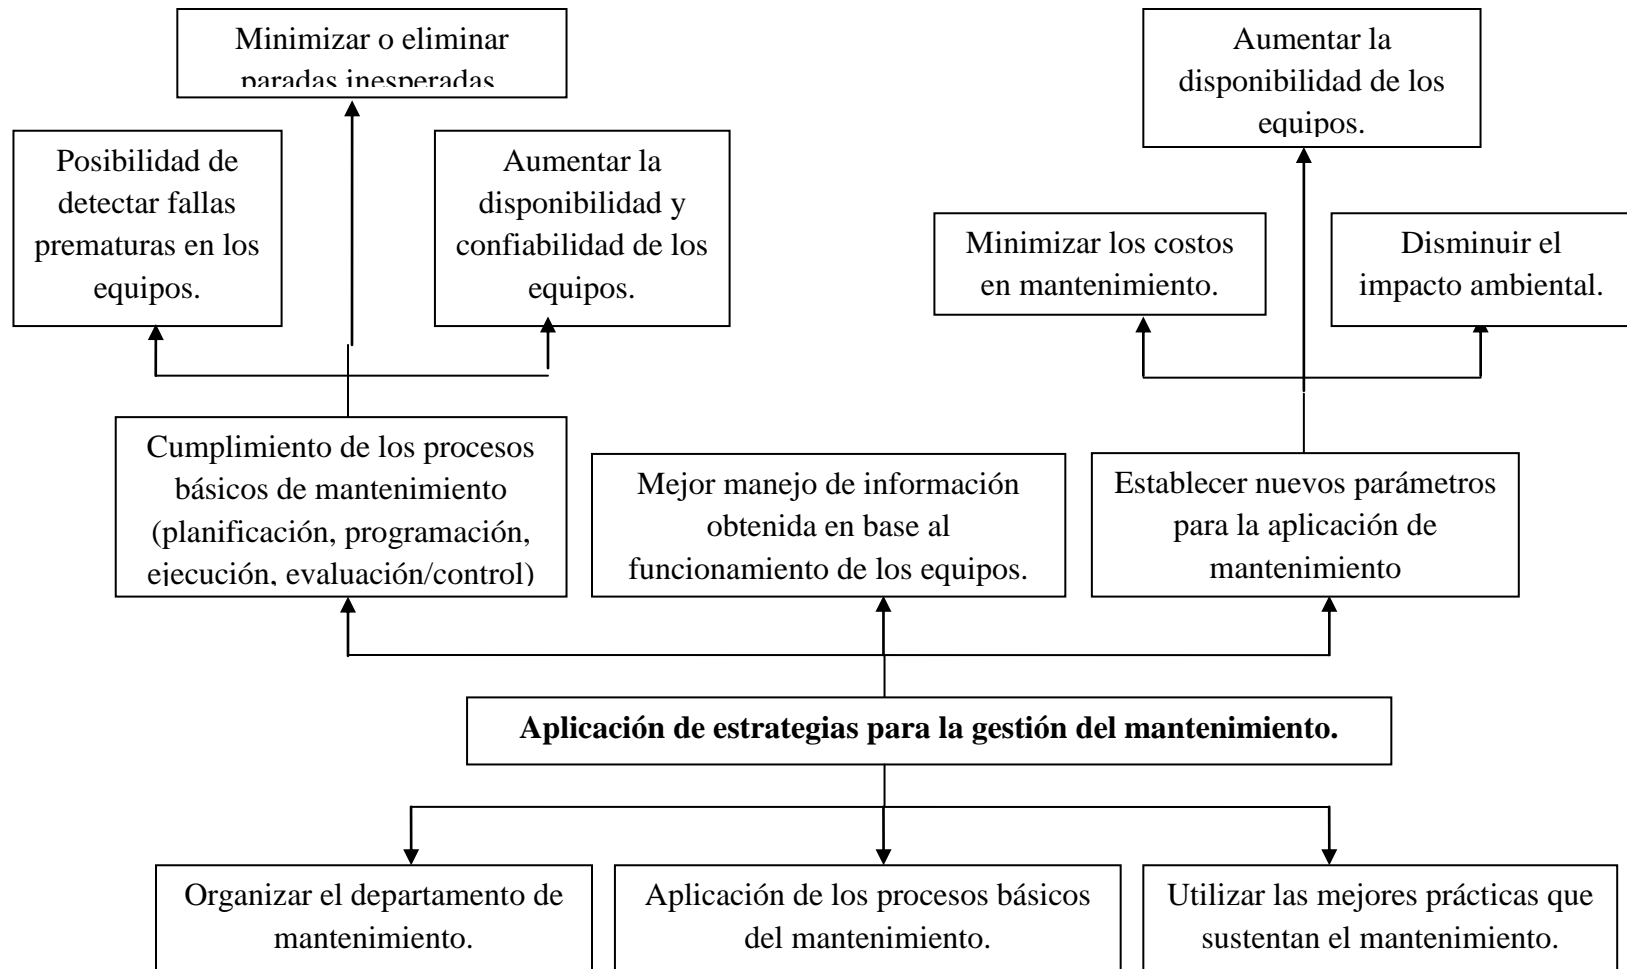 Minimizar o eliminar
paradas inesperadas
Aumentar la
disponibilidad de los
equipos.
Posibilidad de
detectar fallas
prematuras en los
equipos.
Aumentar la
disponibilidad y
confiabilidad de los
equipos.
Minimizar los costos
en mantenimiento.
Disminuir el
impacto ambiental.
Cumplimiento de los procesos
básicos de mantenimiento
(planificación, programación,
ejecución, evaluación/control)
Mejor manejo de información
obtenida en base al
funcionamiento de los equipos.
Establecer nuevos parámetros
para la aplicación de
mantenimiento
Aplicación de estrategias para la gestión del mantenimiento.
Organizar el departamento de
mantenimiento.
Aplicación de los procesos básicos
del mantenimiento.
Utilizar las mejores prácticas que
sustentan el mantenimiento.